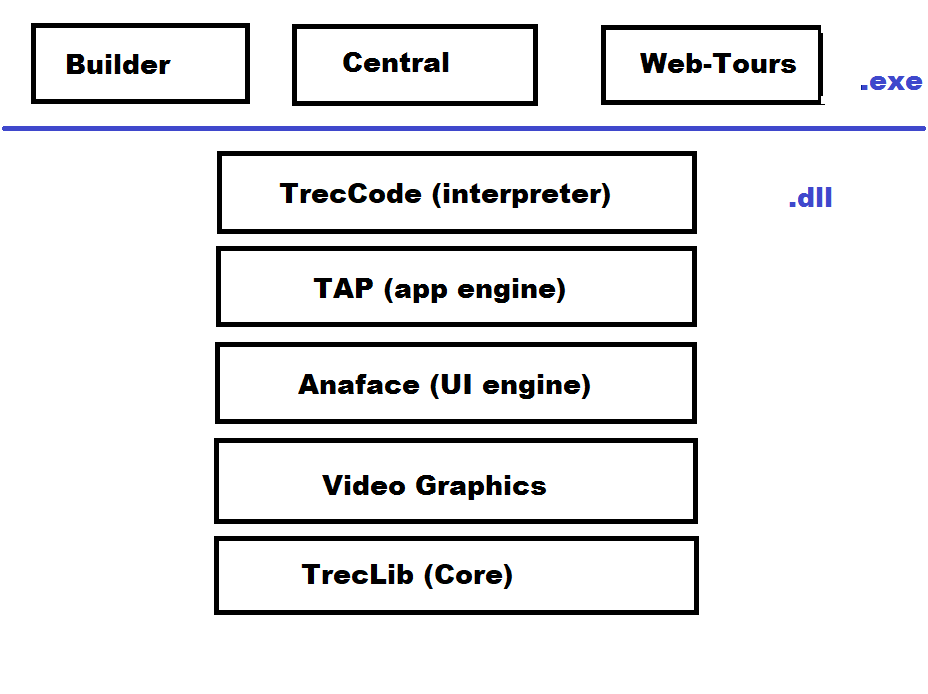 Builder
Central
Web-Tours
.exe
TrecCode (interpreter)
.dll
TAP (app engine)
Anaface (UI engine)
Video Graphics
TrecLib (Core)